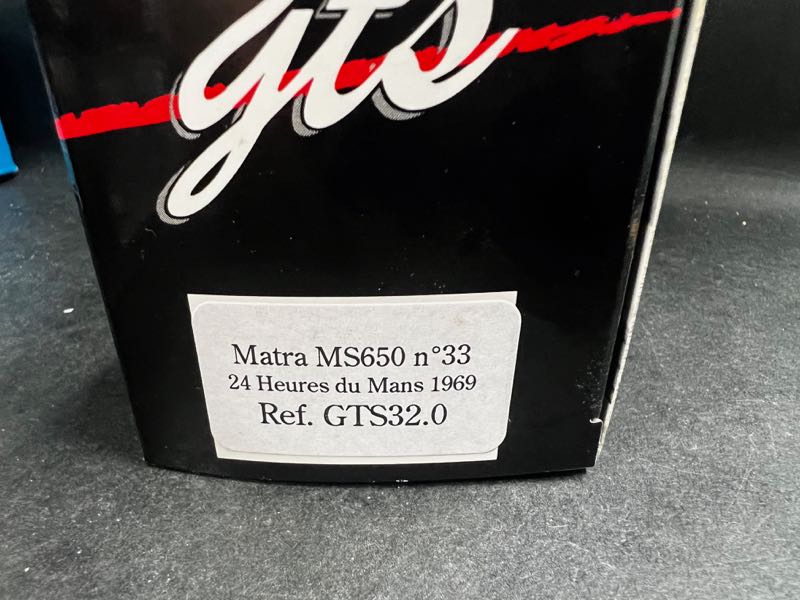 gts
Matra MS650 n°33
24 Heures du Mans 1969
Ref. GTS32.0